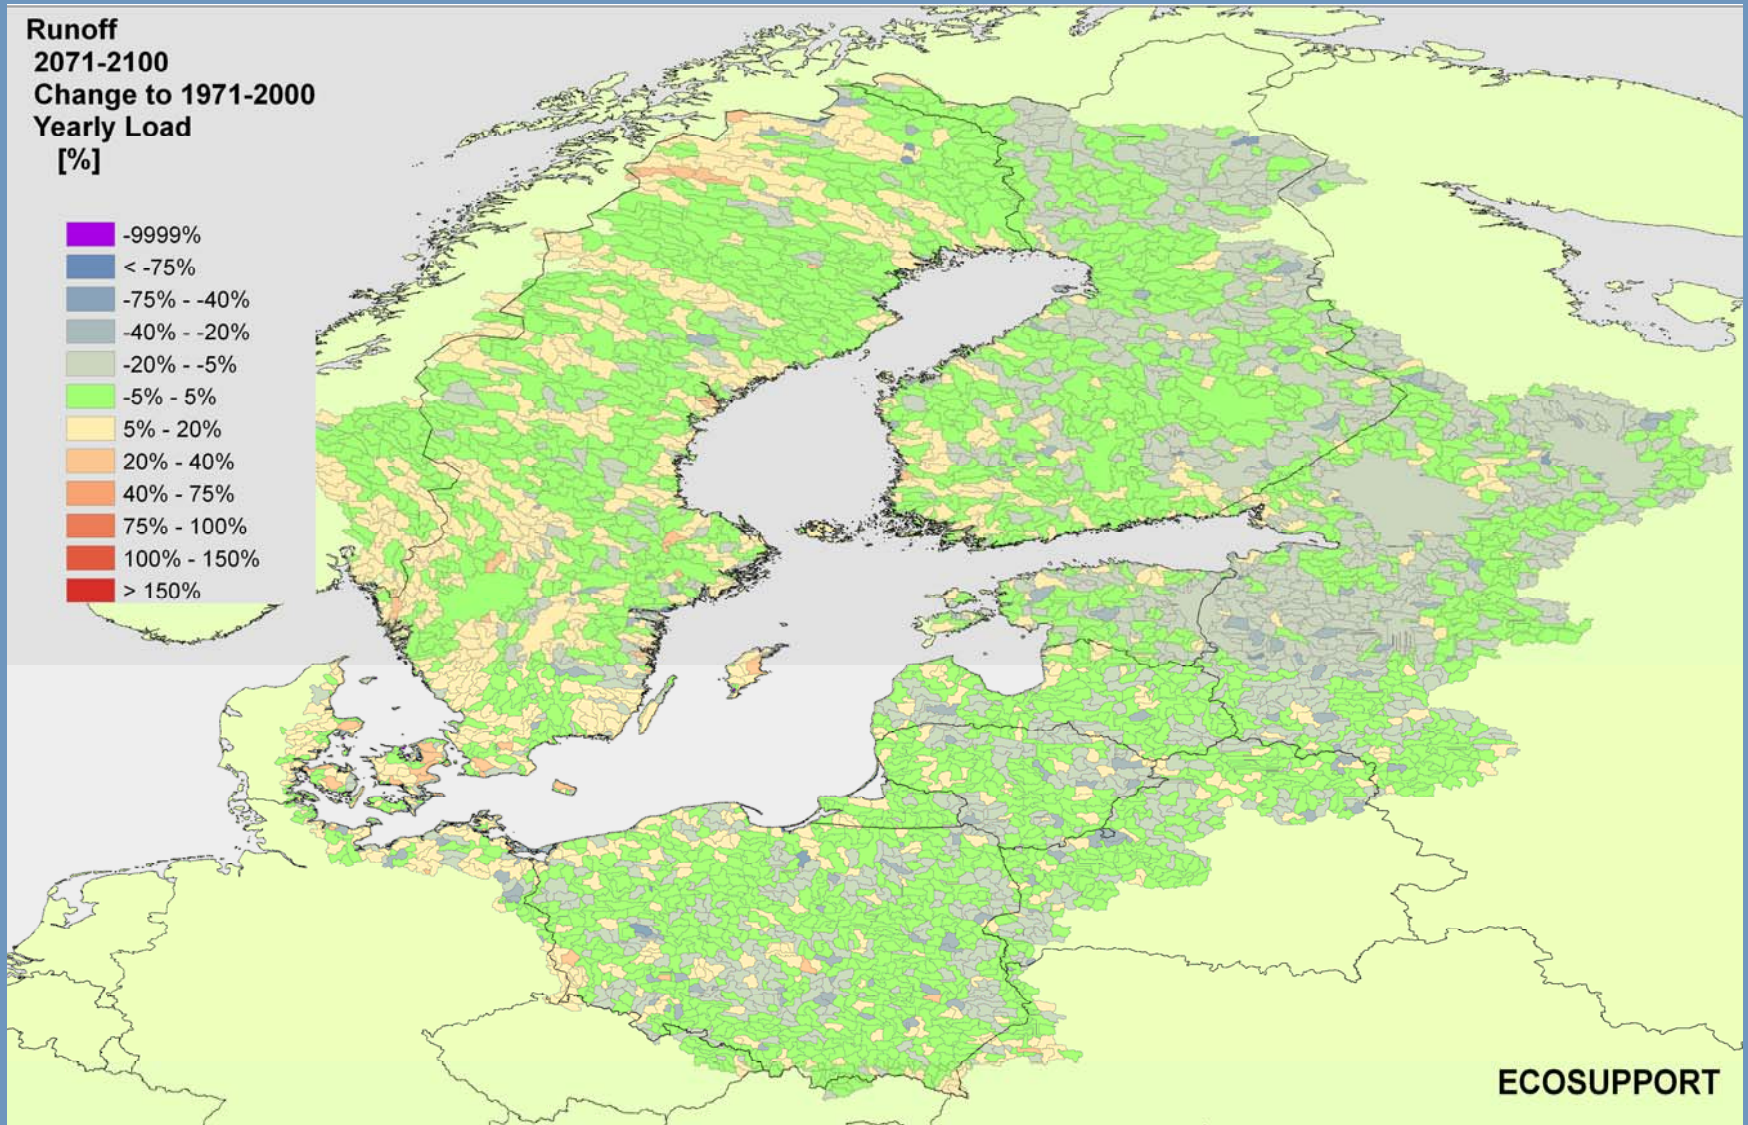 Runoff
2071-2100
Change to 1971-2000
Yearly Load
[%]
-9999%
< -75%
-75% - -40%
-40% - -20%
-20% - -5%
-5% - 5%
5% - 20%
20% - 40%
40% - 75%
75% - 100%
100% - 150%
> 150%
ECOSUPPORT